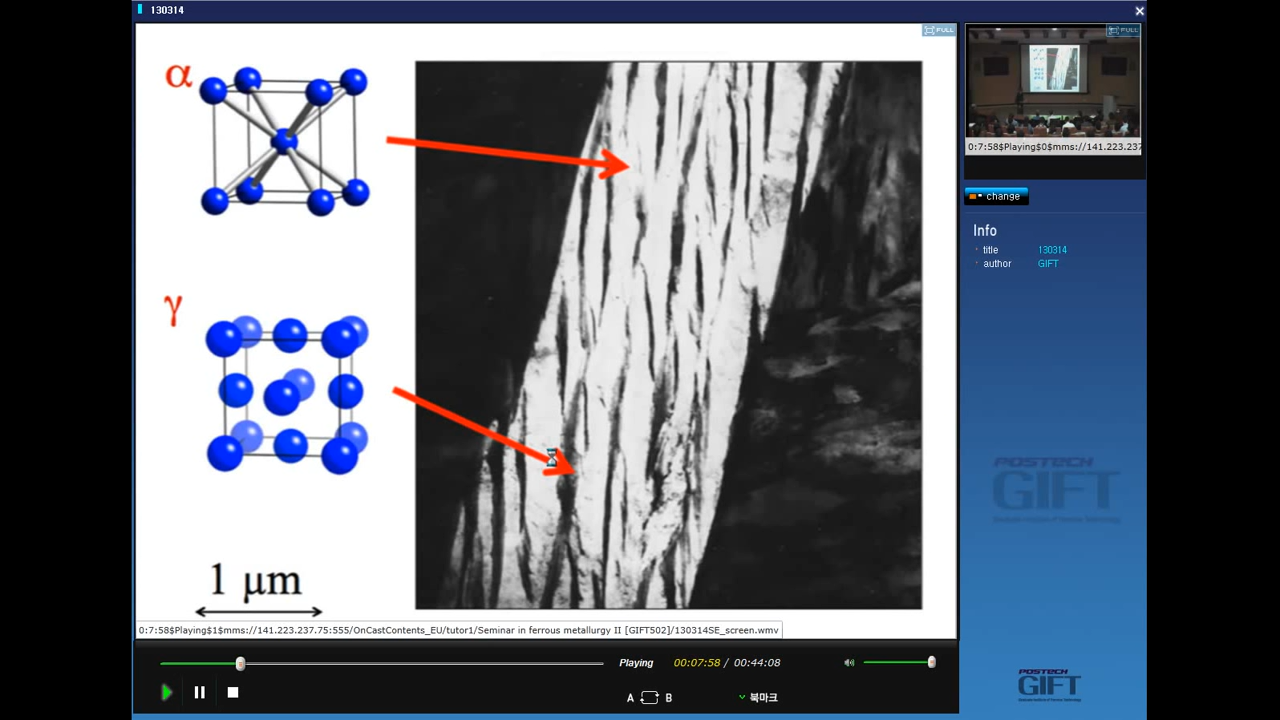 130314
FULL
FULL
α
γ
1 μm
0:7:58$Playing$0$mms://141.223.237
change
Info
title 130314
author GIFT
POSTECH
GIFT
0:7:58$Playing$1$mms://141.223.237.75:555/OnCastContents_EU/tutor1/Seminar in ferrous metallurgy II [GIFT502]/130314SE_screen.wmv
Playing 00:07:58 / 00:44:08
A B 북마크
POSTECH
GIFT